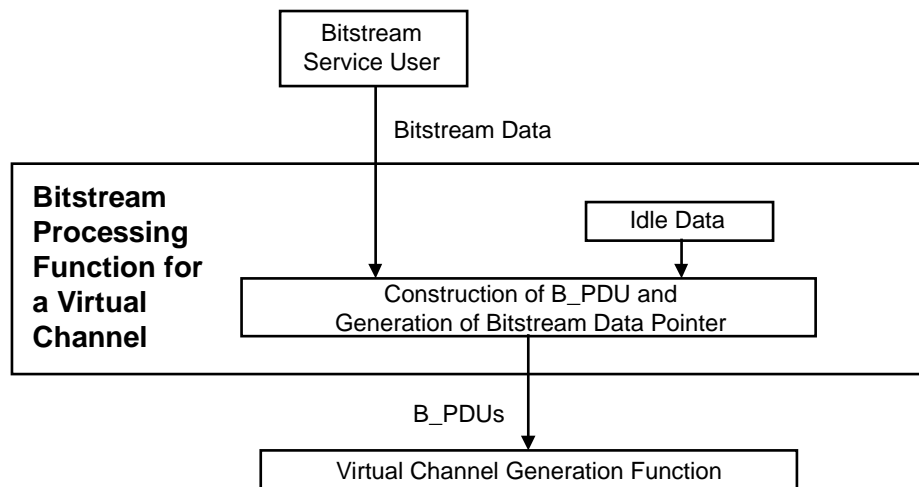 Bitstream
Service User
Bitstream Data
Bitstream
Processing
Function for
a Virtual
Channel
Idle Data
Construction of B_PDU and
Generation of Bitstream Data Pointer
B_PDUs
Virtual Channel Generation Function